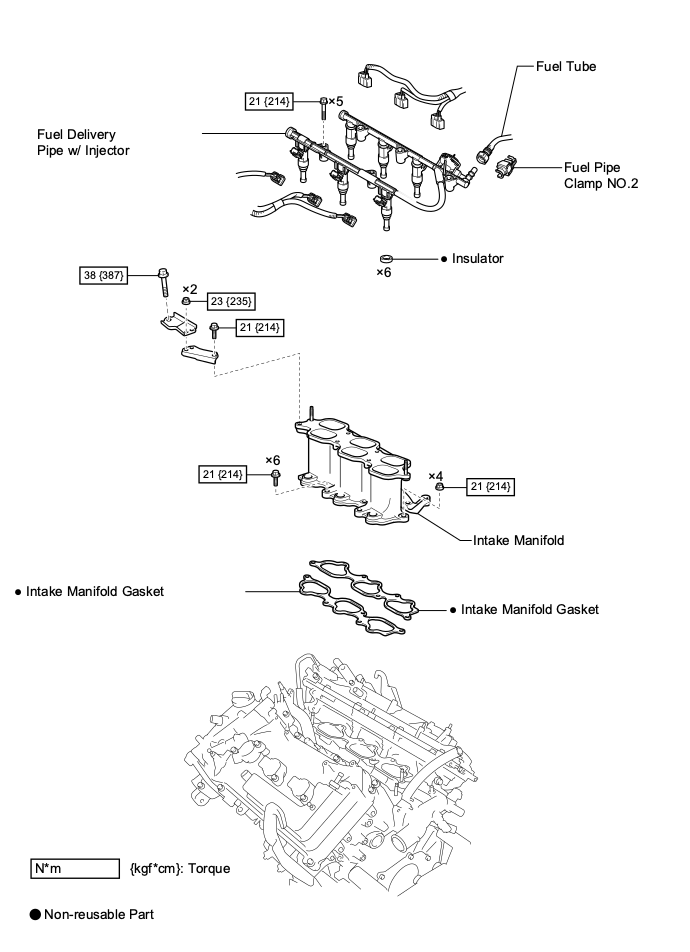 Fuel Tube
21 {214}
×5
Fuel Delivery
Pipe w/ Injector
Fuel Pipe
Clamp NO.2
● Insulator
×6
38 {387}
×2
23 {235}
21 {214}
×6
21 {214}
×4
21 {214}
Intake Manifold
● Intake Manifold Gasket
● Intake Manifold Gasket
N*m {kgf*cm}: Torque
● Non-reusable Part